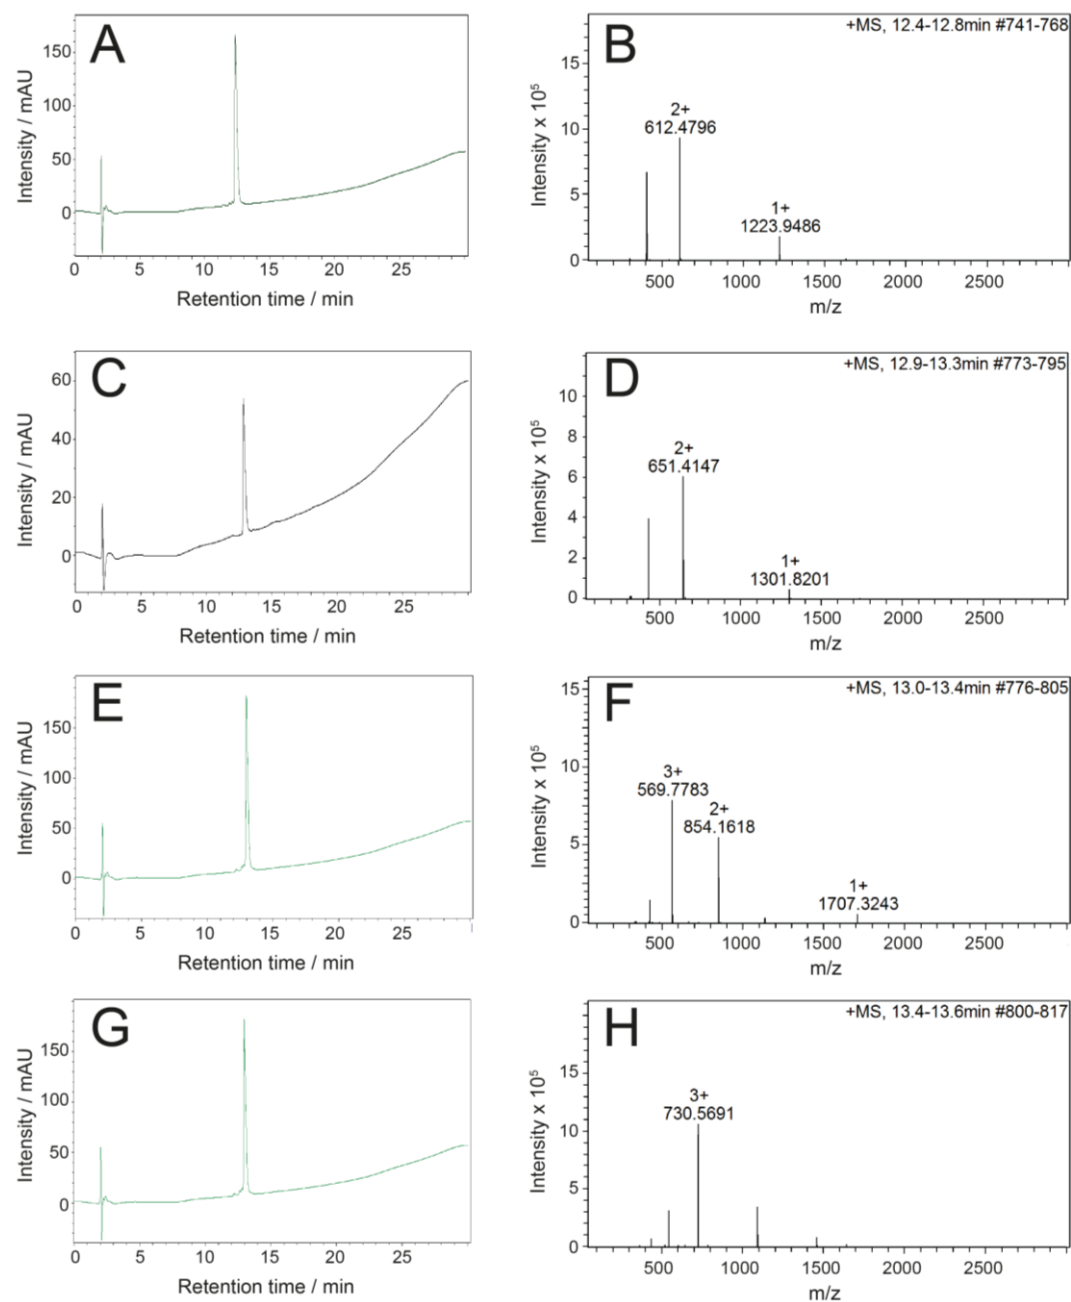 A
Intensity / mAU
150
100
50
0
0 5 10 15 20 25
Retention time / min
B
+MS, 12.4-12.8min #741-768
Intensity x 10⁵
15
10
5
0
2+
612.4796
1+
1223.9486
500 1000 1500 2000 2500
m/z
C
Intensity / mAU
60
40
20
0
0 5 10 15 20 25
Retention time / min
D
+MS, 12.9-13.3min #773-795
Intensity x 10⁵
10
8
6
4
2
0
2+
651.4147
1+
1301.8201
500 1000 1500 2000 2500
m/z
E
Intensity / mAU
150
100
50
0
0 5 10 15 20 25
Retention time / min
F
+MS, 13.0-13.4min #776-805
Intensity x 10⁵
15
10
5
0
3+
569.7783
2+
854.1618
1+
1707.3243
500 1000 1500 2000 2500
m/z
G
Intensity / mAU
150
100
50
0
0 5 10 15 20 25
Retention time / min
H
+MS, 13.4-13.6min #800-817
Intensity x 10⁵
15
10
5
0
3+
730.5691
500 1000 1500 2000 2500
m/z